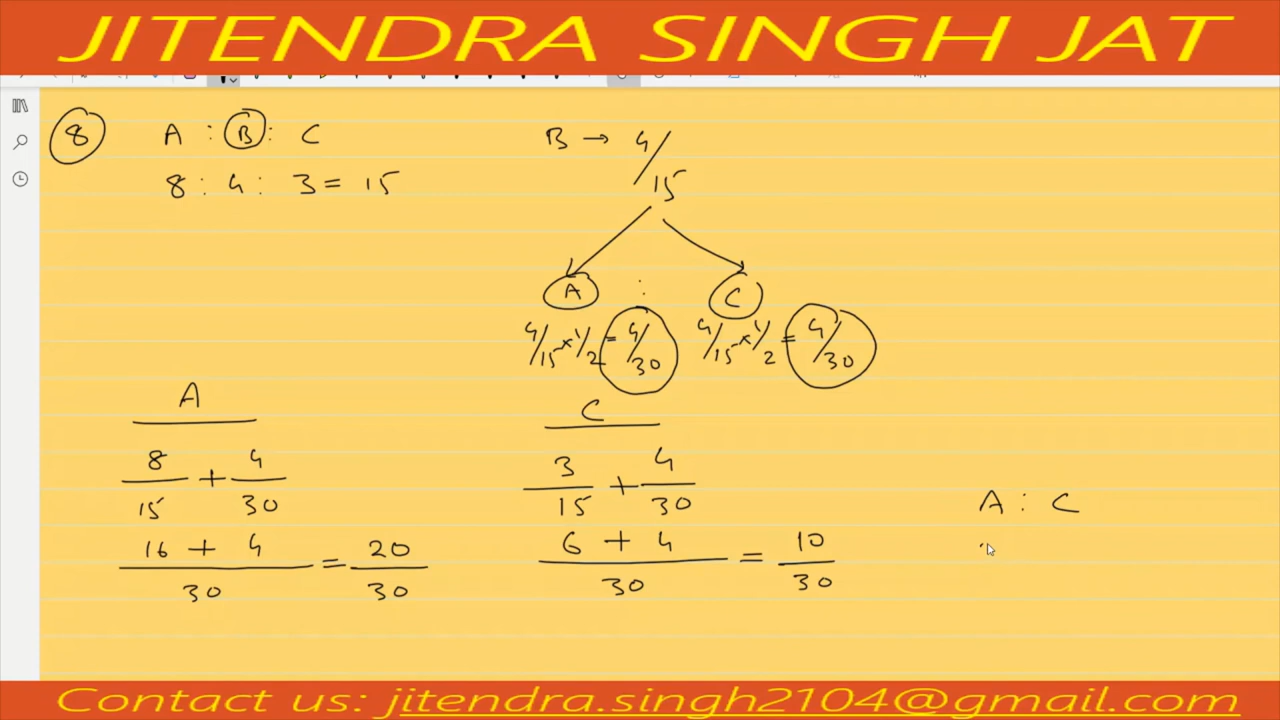 JITENDRA SINGH JAT
8 A : B : C
8 : 4 : 3 = 15
B → 4/15
A : C
4/15 × 1/2 = 4/30 4/15 × 1/2 = 4/30
A
8/15 + 4/30
16 + 4/30 = 20/30
C
3/15 + 4/30
6 + 4/30 = 10/30
A : C
Contact us: jitendra.singh2104@gmail.com